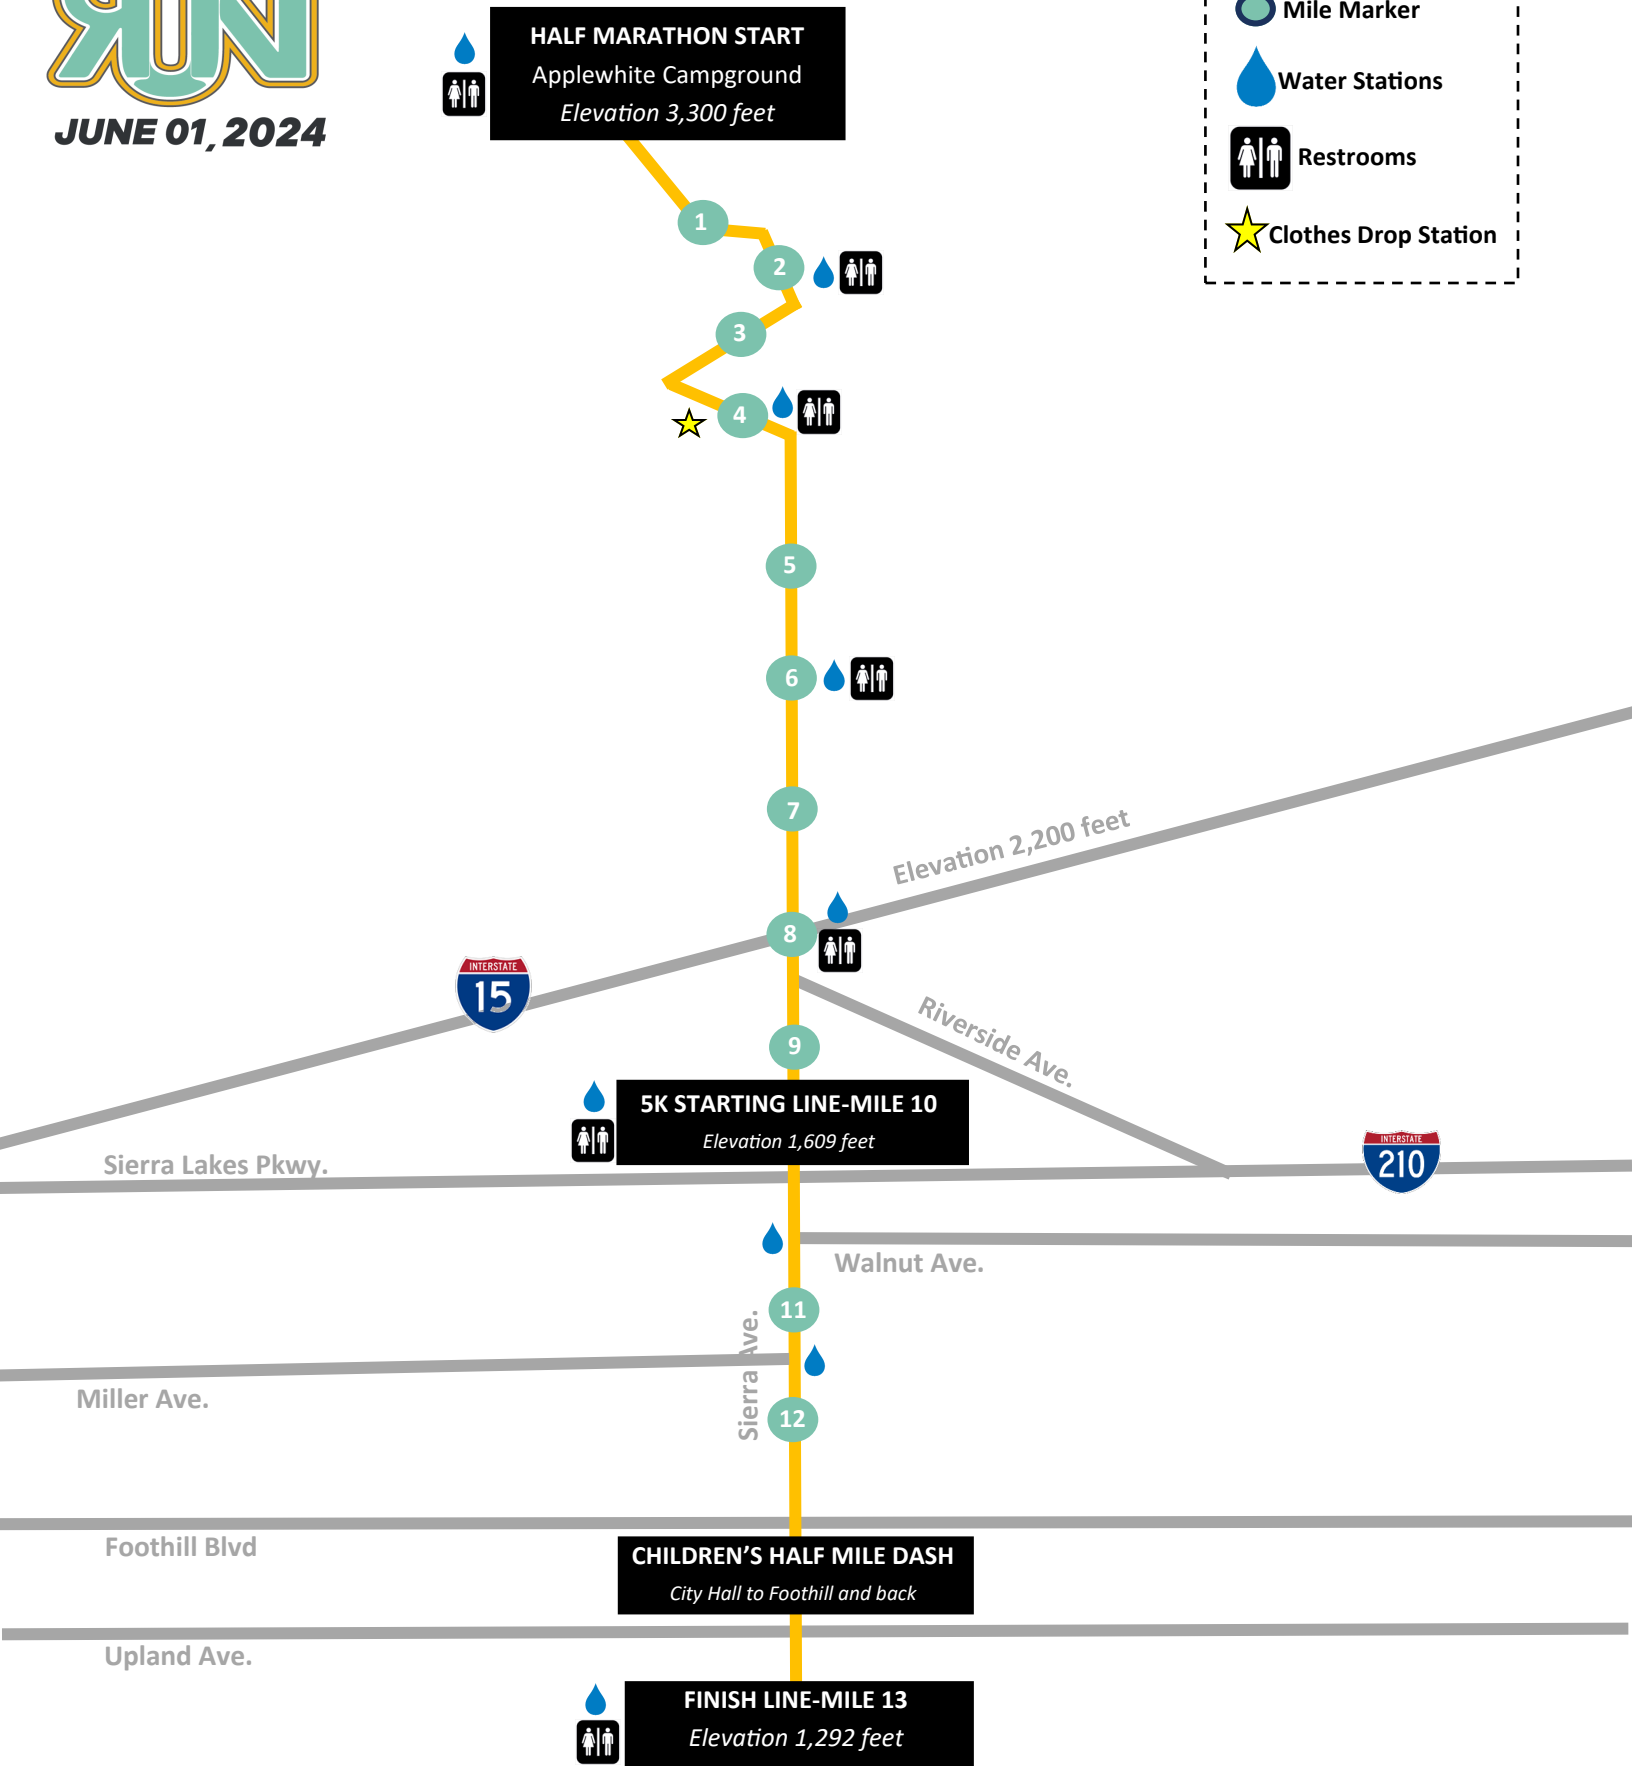 RUN
JUNE 01, 2024
HALF MARATHON START
Applewhite Campground
Elevation 3,300 feet
Mile Marker
Water Stations
Restrooms
Clothes Drop Station
1
2
3
4
5
6
7
Elevation 2,200 feet
8
INTERSTATE
15
Riverside Ave.
9
5K STARTING LINE-MILE 10
Elevation 1,609 feet
Sierra Lakes Pkwy.
INTERSTATE
210
Walnut Ave.
11
Sierra Ave.
Miller Ave.
12
Foothill Blvd
CHILDREN'S HALF MILE DASH
City Hall to Foothill and back
Upland Ave.
FINISH LINE-MILE 13
Elevation 1,292 feet